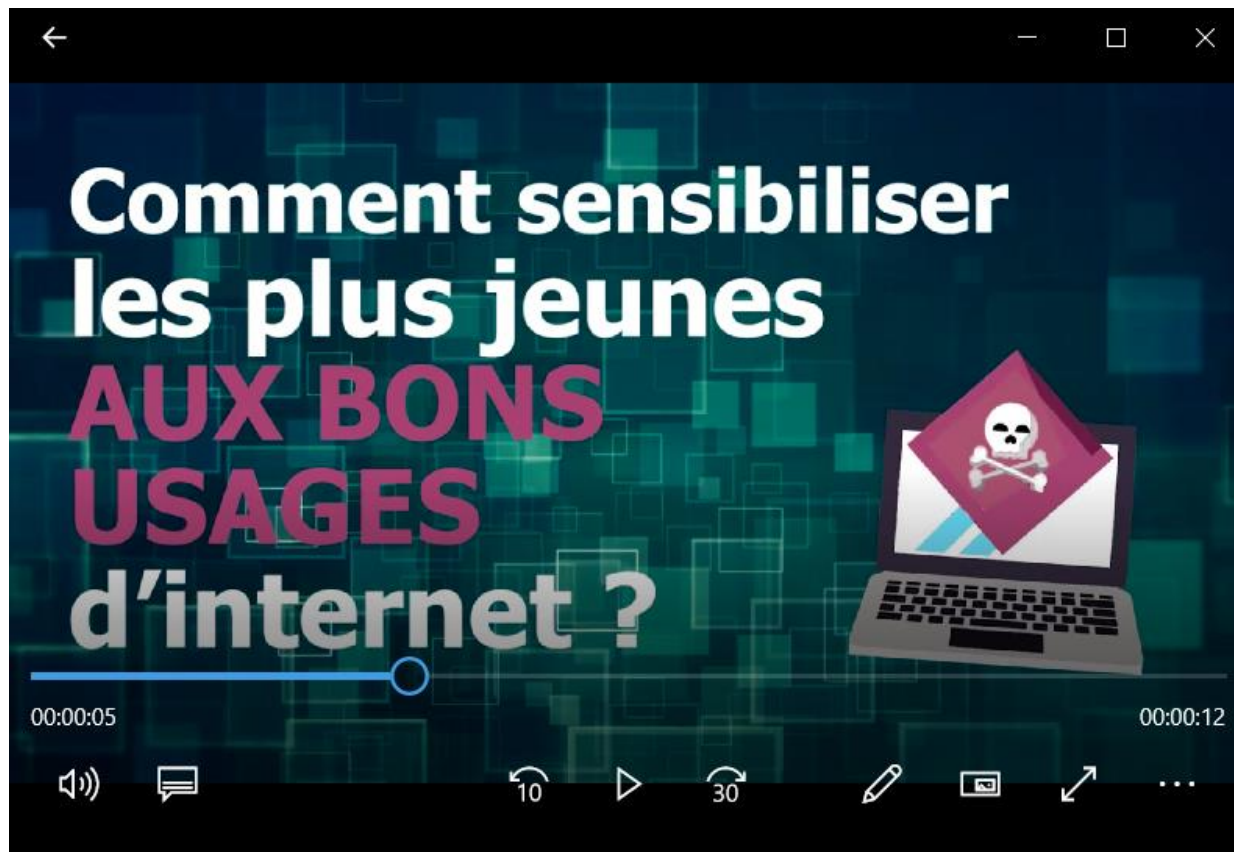 Comment sensibiliser
les plus jeunes
AUX BONS
USAGES
d'internet ?
00:00:05
00:00:12
10
30